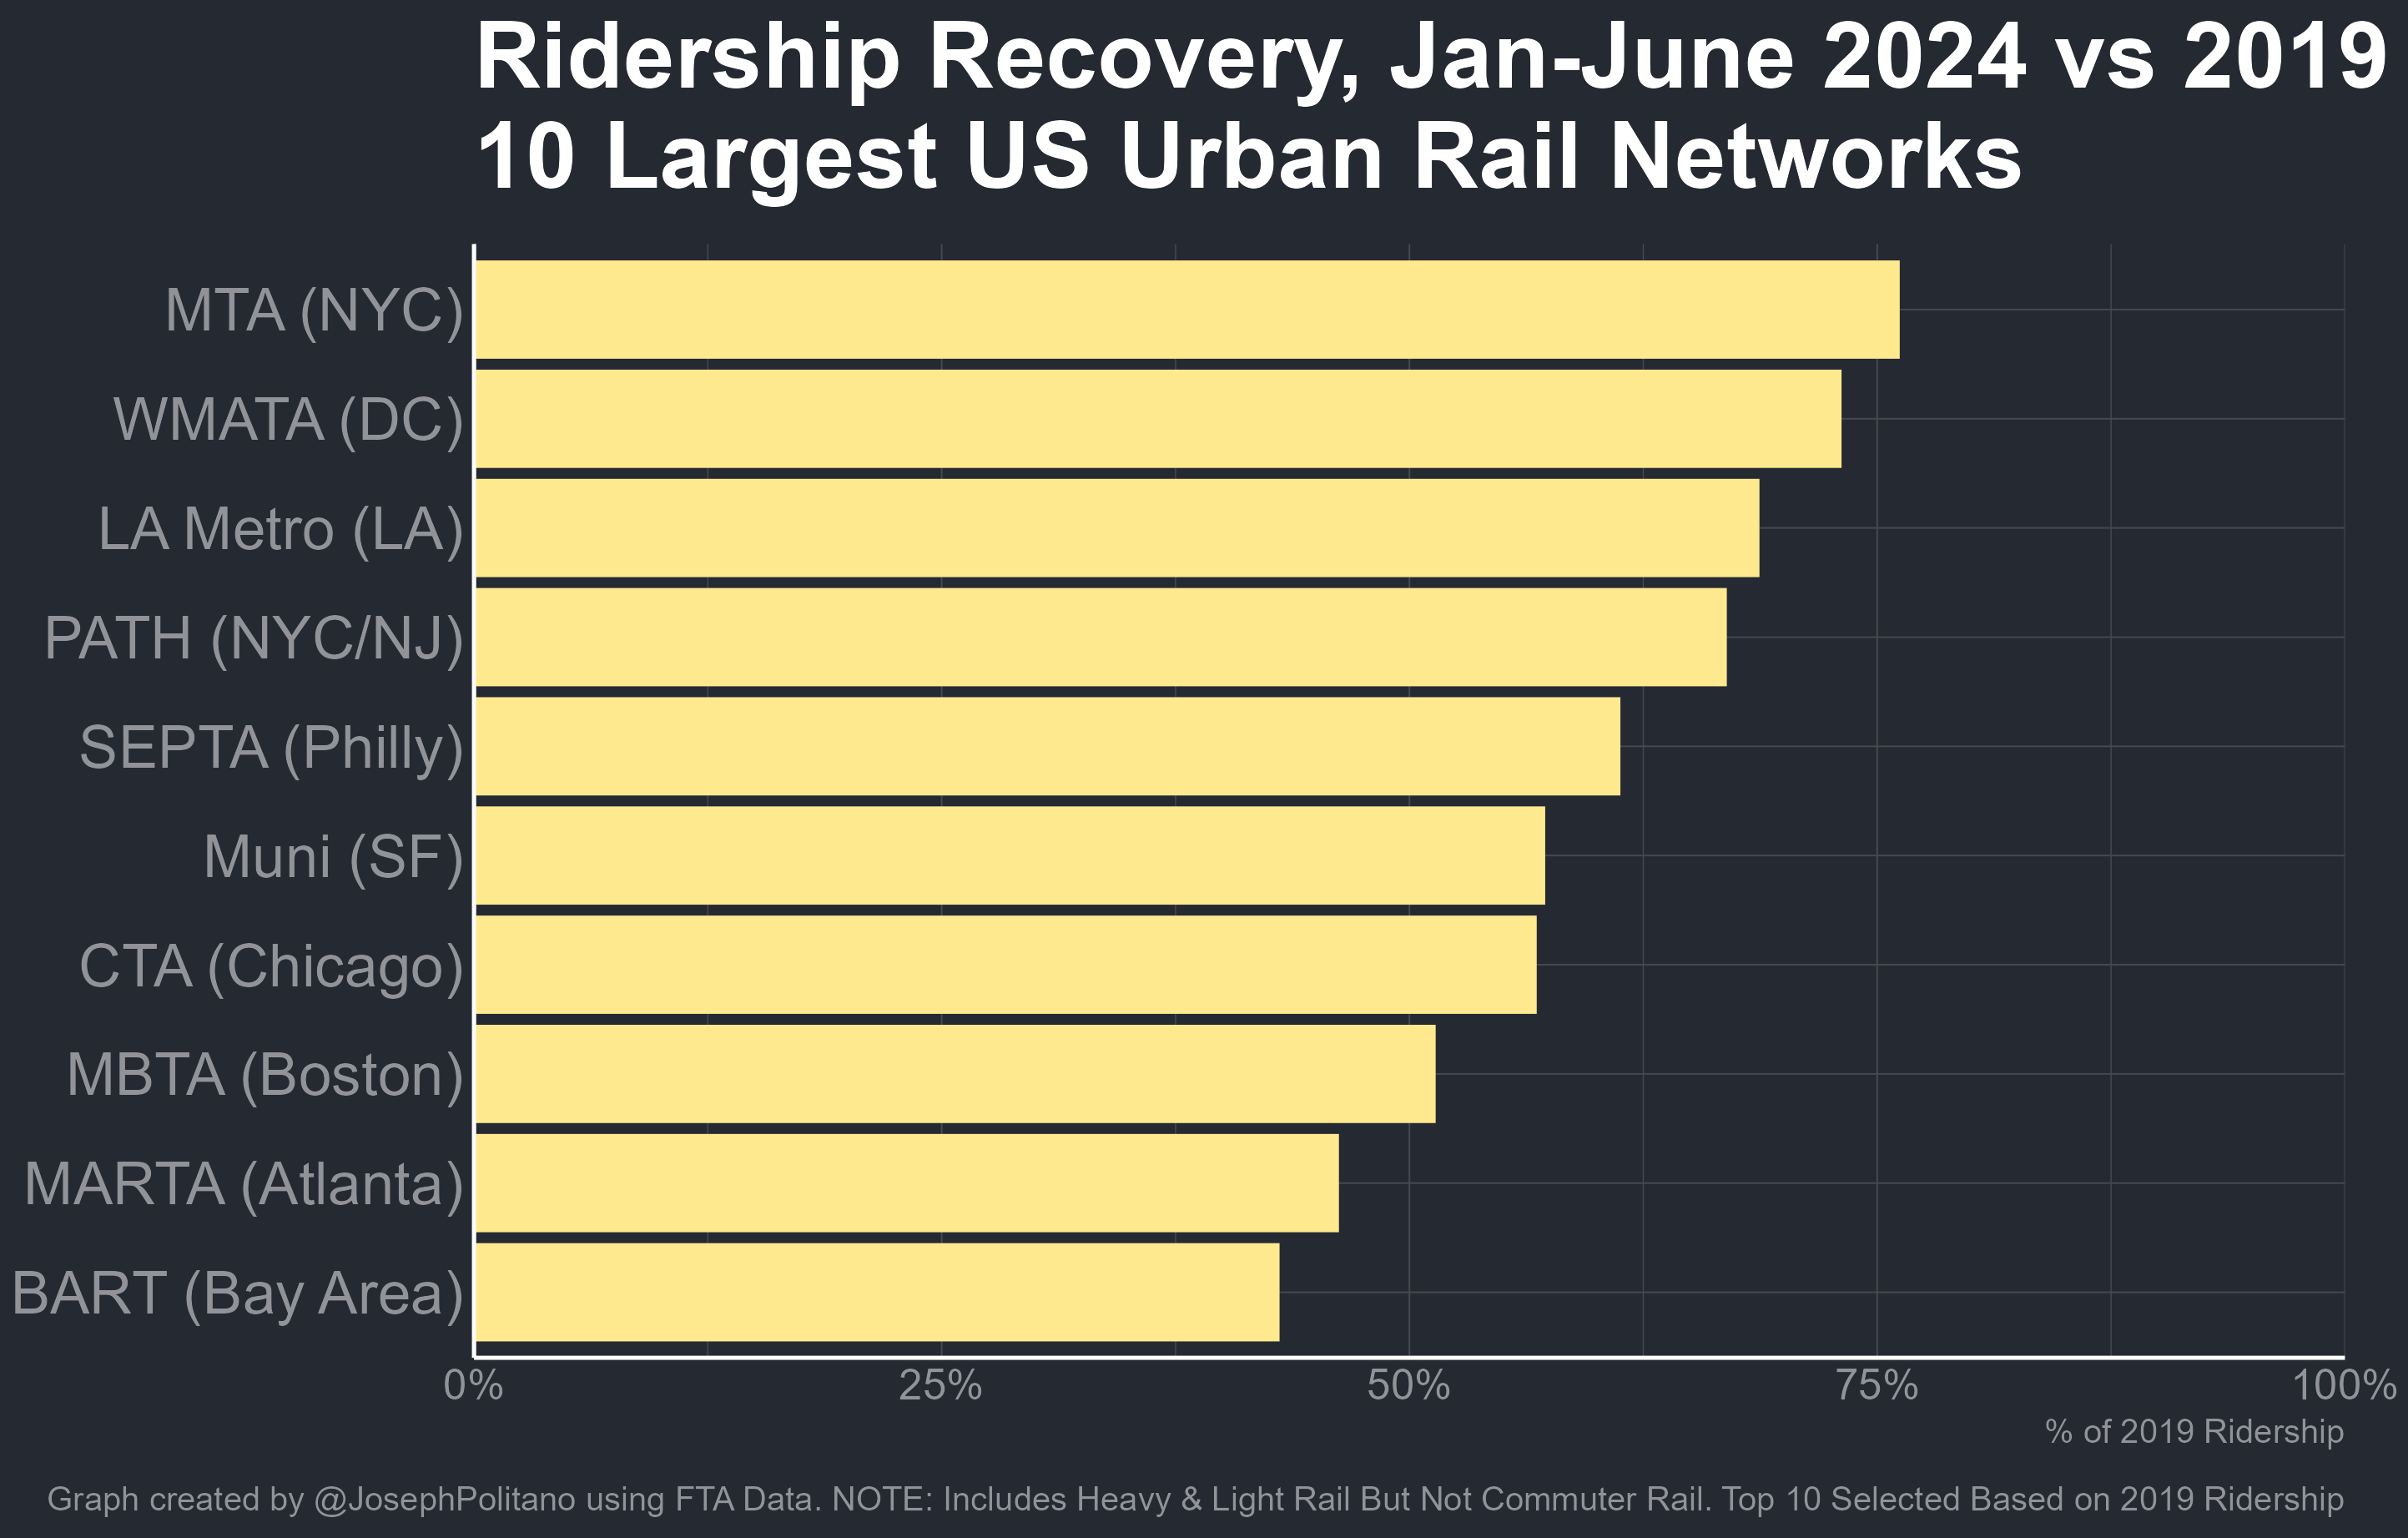 Ridership Recovery, Jan-June 2024 vs 2019
10 Largest US Urban Rail Networks
MTA (NYC)
WMATA (DC)
LA Metro (LA)
PATH (NYC/NJ)
SEPTA (Philly)
Muni (SF)
CTA (Chicago)
MBTA (Boston)
MARTA (Atlanta)
BART (Bay Area)
0% 25% 50% 75% 100%
% of 2019 Ridership
Graph created by @JosephPolitano using FTA Data. NOTE: Includes Heavy & Light Rail But Not Commuter Rail. Top 10 Selected Based on 2019 Ridership